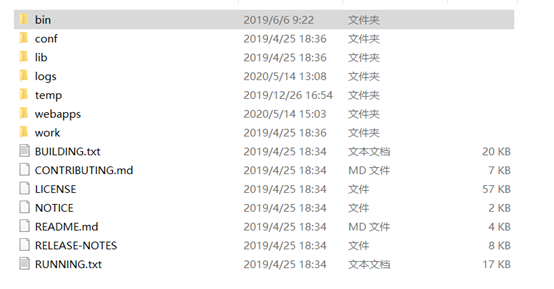 bin 2019/6/6 9:22 文件夹
conf 2019/4/25 18:36 文件夹
lib 2019/4/25 18:36 文件夹
logs 2020/5/14 13:08 文件夹
temp 2019/12/26 16:54 文件夹
webapps 2020/5/14 15:03 文件夹
work 2019/4/25 18:36 文件夹
BUILDING.txt 2019/4/25 18:34 文本文档 20 KB
CONTRIBUTING.md 2019/4/25 18:34 MD 文件 7 KB
LICENSE 2019/4/25 18:34 文件 57 KB
NOTICE 2019/4/25 18:34 文件 2 KB
README.md 2019/4/25 18:34 MD 文件 4 KB
RELEASE-NOTES 2019/4/25 18:34 文件 8 KB
RUNNING.txt 2019/4/25 18:34 文本文档 17 KB